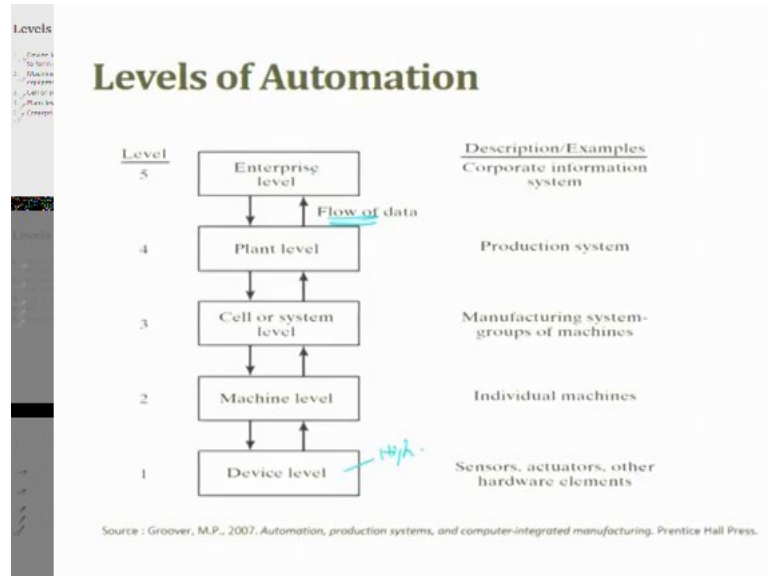 Levels
Levels of Automation
Level
Description/Examples
5
Enterprise
level
Corporate information
system
Flow of data
4
Plant level
Production system
3
Cell or system
level
Manufacturing system-
groups of machines
2
Machine level
Individual machines
1
Device level
High.
Sensors, actuators, other
hardware elements
Source : Groover, M.P., 2007. Automation, production systems, and computer-integrated manufacturing. Prentice Hall Press.